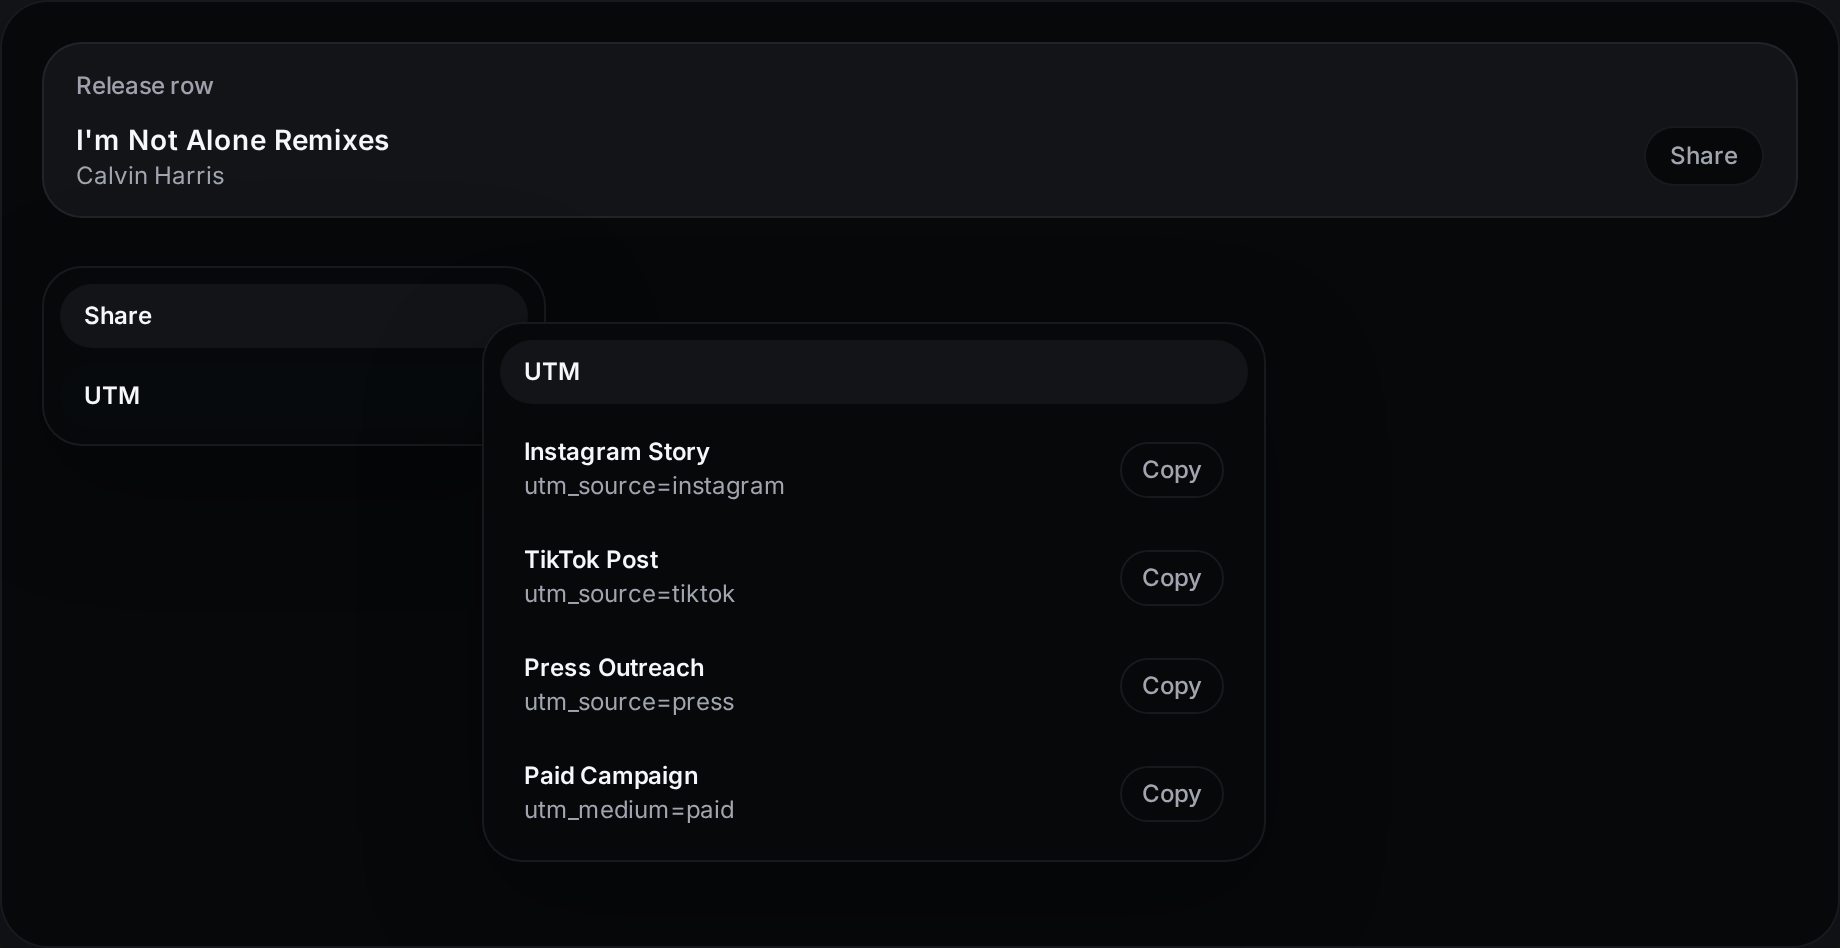 Release row
I'm Not Alone Remixes
Calvin Harris
Share
Share
UTM
UTM
Instagram Story
utm_source=instagram
Copy
TikTok Post
utm_source=tiktok
Copy
Press Outreach
utm_source=press
Copy
Paid Campaign
utm_medium=paid
Copy